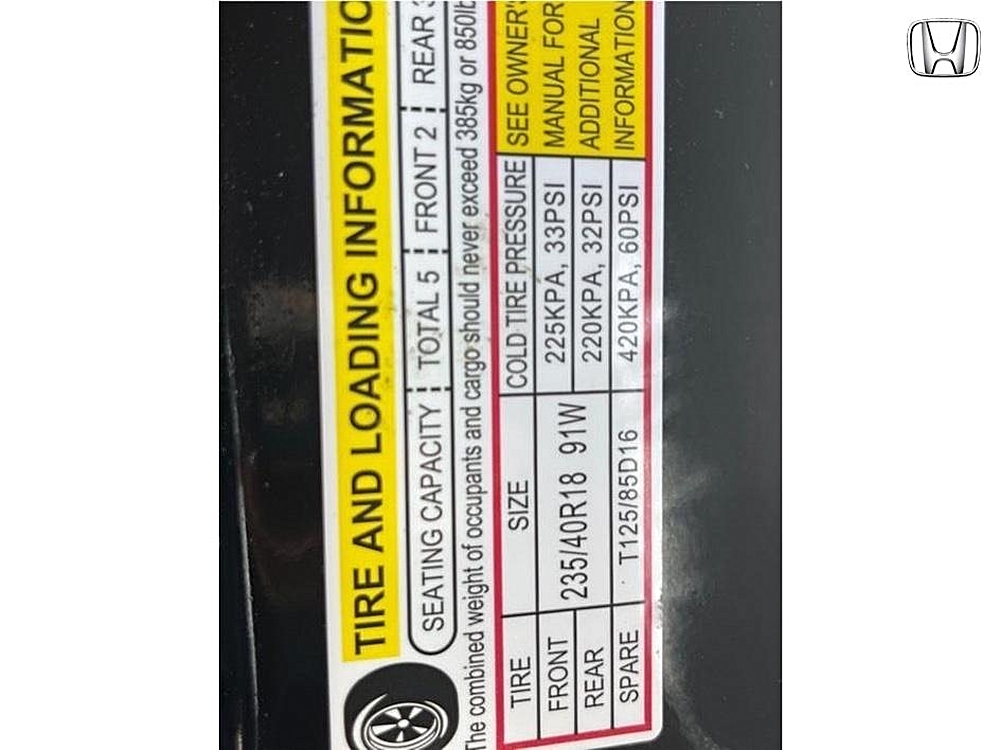 TIRE AND LOADING INFORMATIO
SEATING CAPACITY TOTAL 5 FRONT 2 REAR 3
The combined weight of occupants and cargo should never exceed 385kg or 850lb
TIRE SIZE COLD TIRE PRESSURE SEE OWNER'S
FRONT 235/40R18 91W 225KPA, 33PSI MANUAL FOR
REAR 220KPA, 32PSI ADDITIONAL
SPARE T125/85D16 420KPA, 60PSI INFORMATION